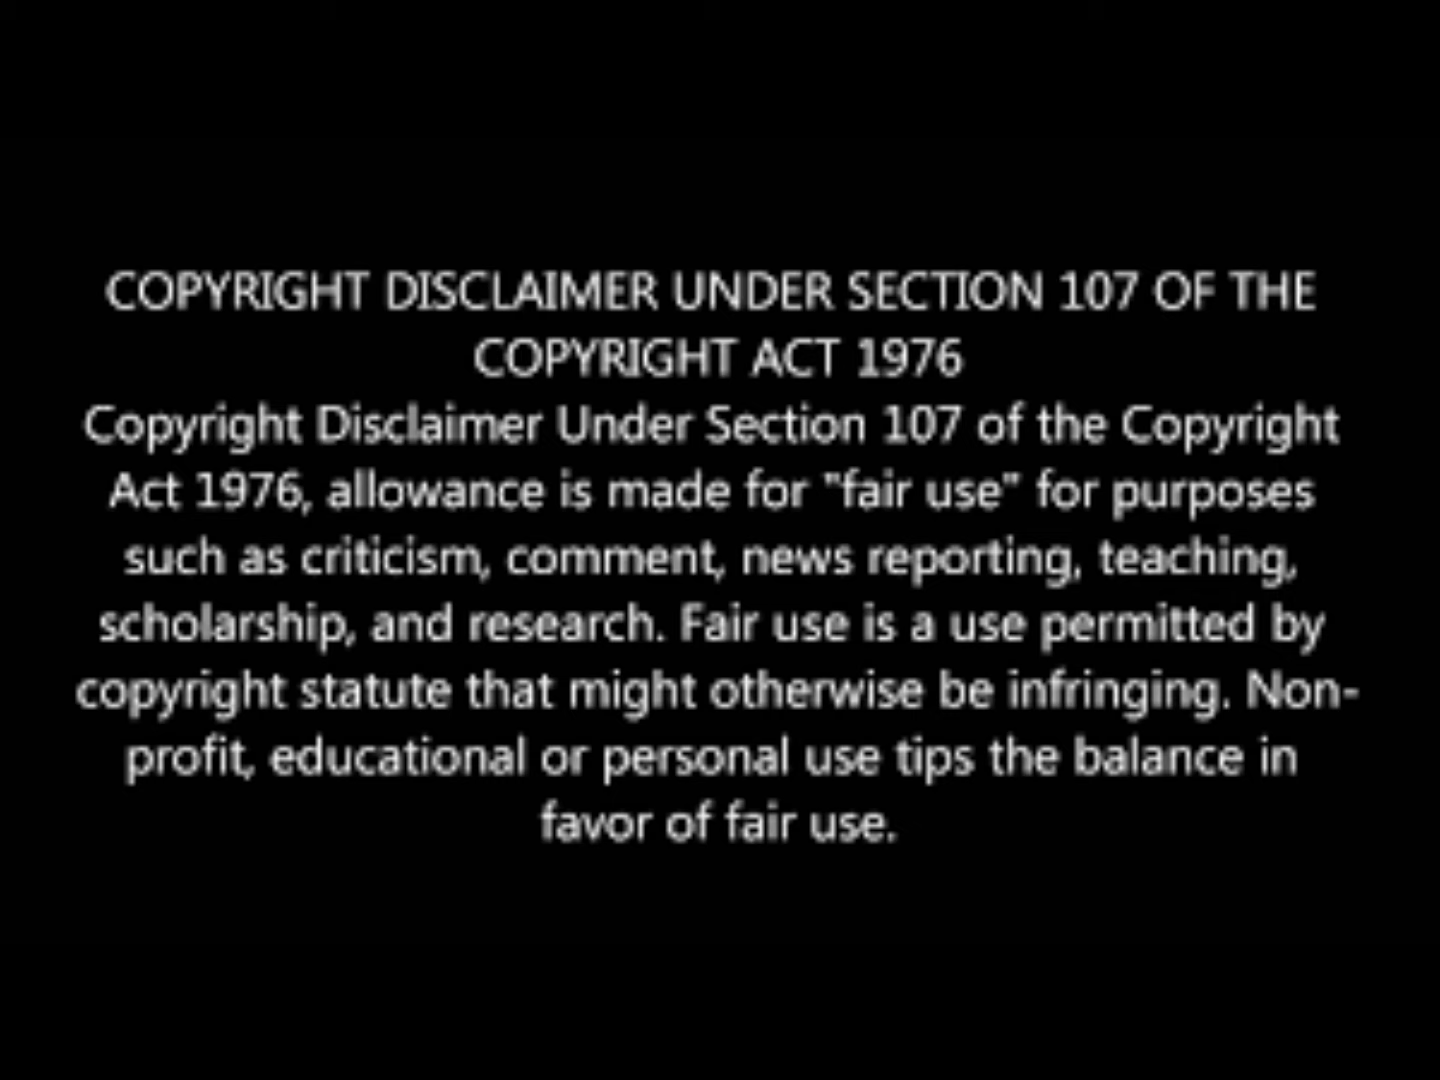 COPYRIGHT DISCLAIMER UNDER SECTION 107 OF THE
COPYRIGHT ACT 1976
Copyright Disclaimer Under Section 107 of the Copyright
Act 1976, allowance is made for "fair use" for purposes
such as criticism, comment, news reporting, teaching,
scholarship, and research. Fair use is a use permitted by
copyright statute that might otherwise be infringing. Non-
profit, educational or personal use tips the balance in
favor of fair use.